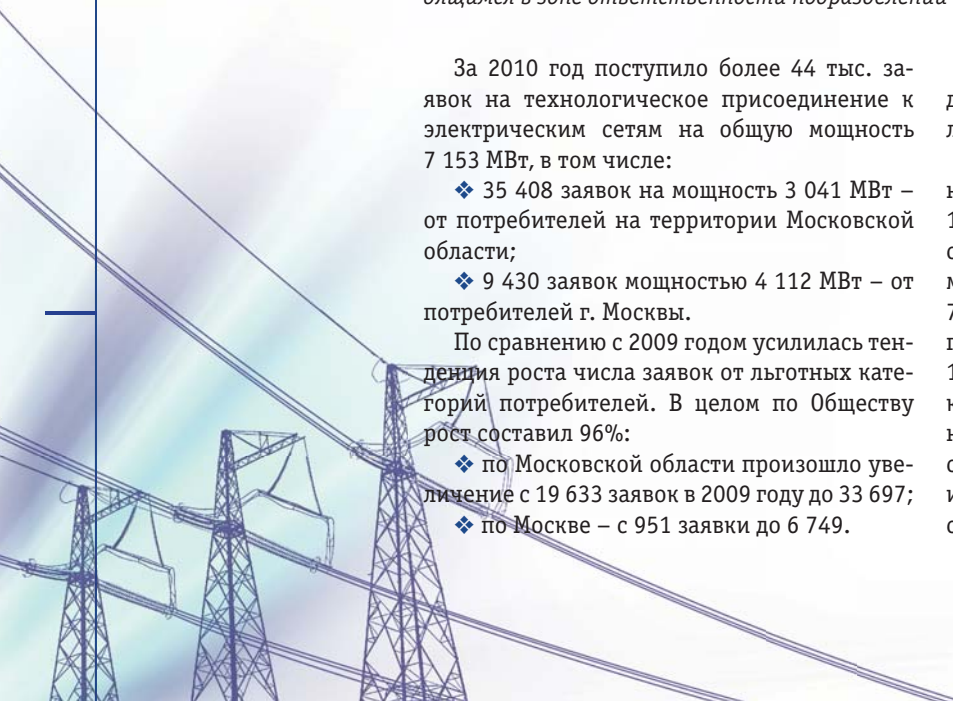 За 2010 год поступило более 44 тыс. за-
явок на технологическое присоединение к
электрическим сетям на общую мощность
7 153 МВт, в том числе:
❖ 35 408 заявок на мощность 3 041 МВт –
от потребителей на территории Московской
области;
❖ 9 430 заявок мощностью 4 112 МВт – от
потребителей г. Москвы.
По сравнению с 2009 годом усилилась тен-
денция роста числа заявок от льготных кате-
горий потребителей. В целом по Обществу
рост составил 96%:
❖ по Московской области произошло уве-
личение с 19 633 заявок в 2009 году до 33 697;
❖ по Москве – с 951 заявки до 6 749.